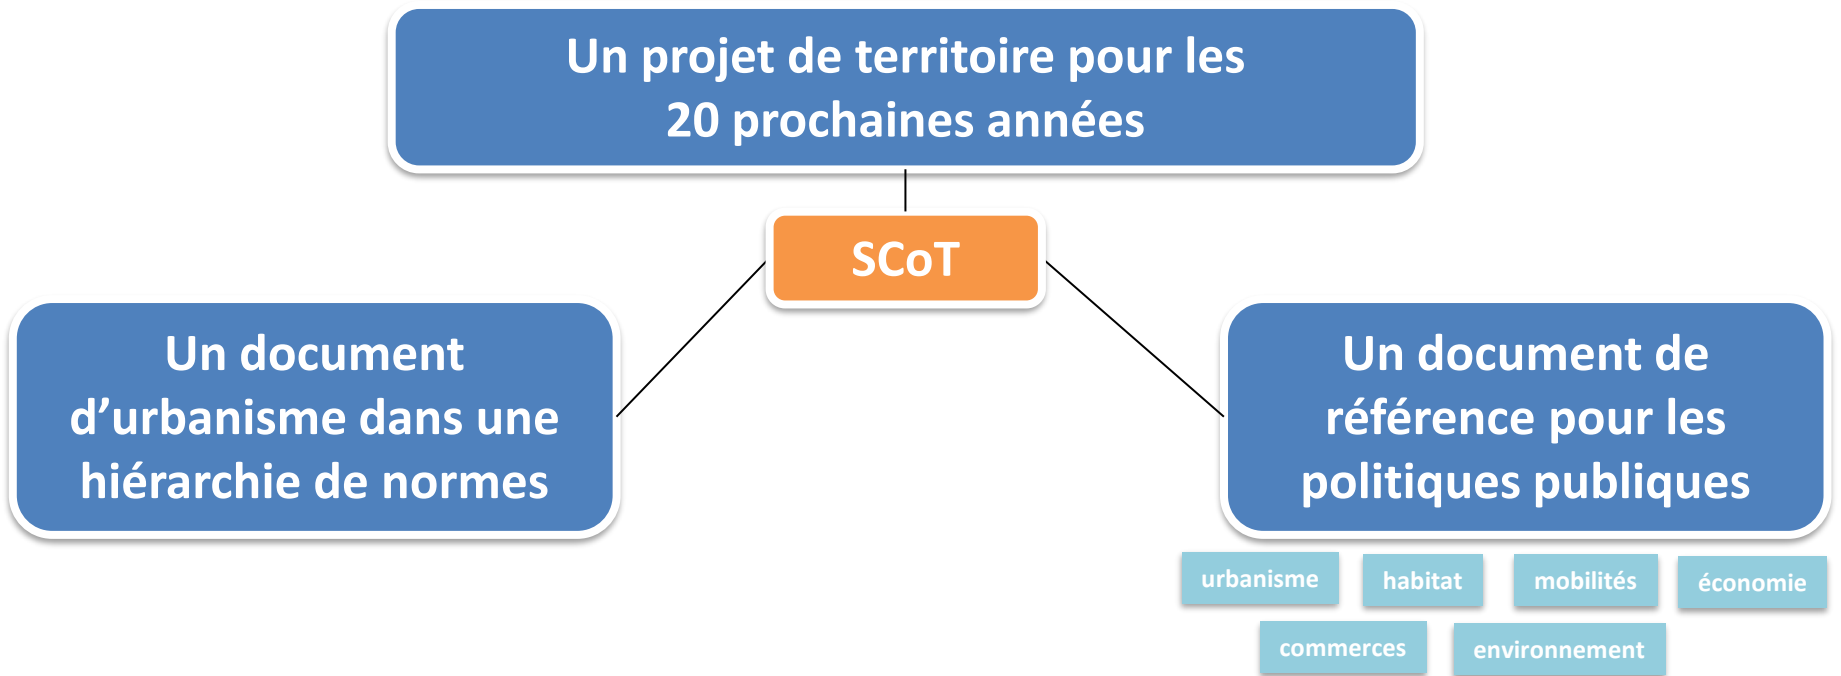 Un projet de territoire pour les
20 prochaines années
SCoT
Un document
d’urbanisme dans une
hiérarchie de normes
Un document de
référence pour les
politiques publiques
urbanisme
habitat
mobilités
économie
commerces
environnement